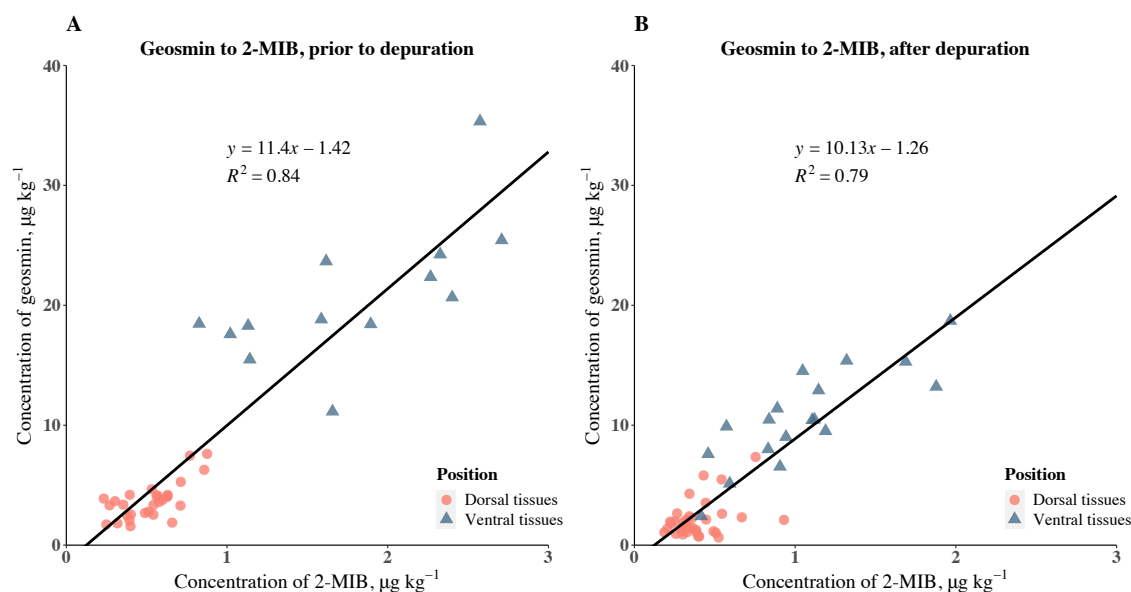 A
Geosmin to 2-MIB, prior to depuration
40
30
20
10
0
Concentration of geosmin, µg kg⁻¹
y = 11.4x − 1.42
R² = 0.84
Position
Dorsal tissues
Ventral tissues
0 1 2 3
Concentration of 2-MIB, µg kg⁻¹
B
Geosmin to 2-MIB, after depuration
40
30
20
10
0
Concentration of geosmin, µg kg⁻¹
y = 10.13x − 1.26
R² = 0.79
Position
Dorsal tissues
Ventral tissues
0 1 2 3
Concentration of 2-MIB, µg kg⁻¹